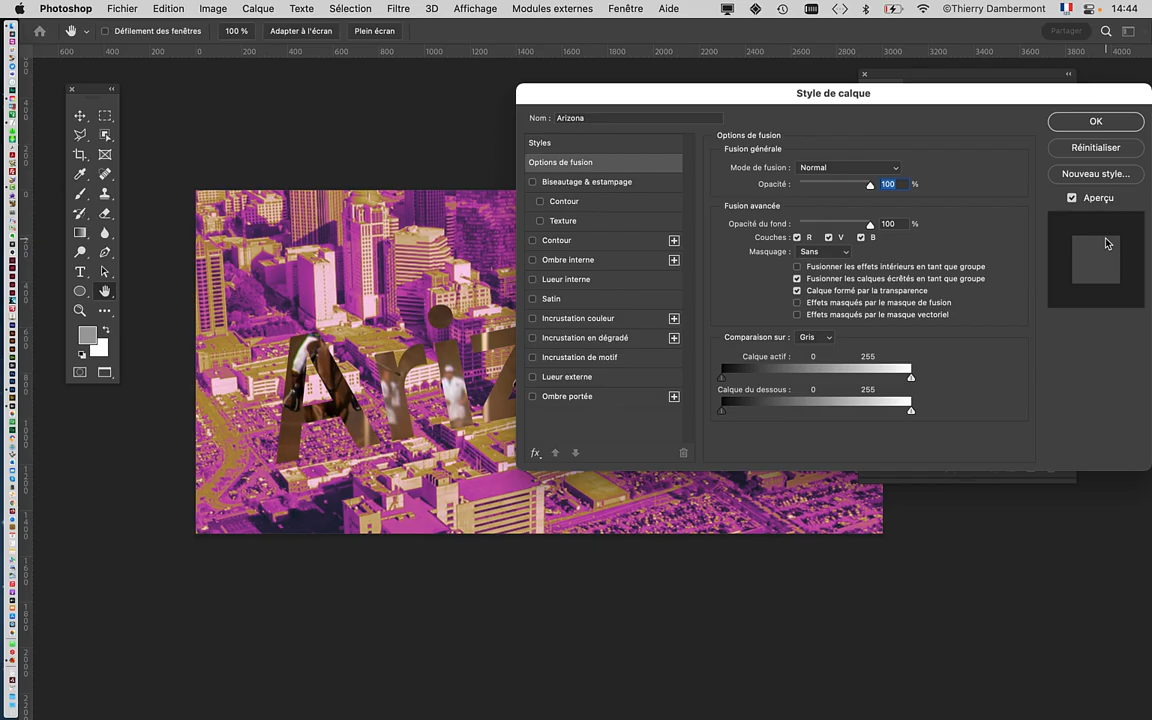 Photoshop Fichier Edition Image Calque Texte Sélection Filtre 3D Affichage Modules externes Fenêtre Aide ©Thierry Dambermont 14:44
Défilement des fenêtres 100 % Adapter à l'écran Plein écran Partager
600 400 200 0 200 400 600 800 1000 1200 1400 1600 1800 2000 2200 2400 2600 2800 3000 3200 3400 3600 3800 4000
Style de calque
Nom : Arizona
Styles
Options de fusion
Biseautage & estampage
Contour
Texture
Contour
Ombre interne
Lueur interne
Satin
Incrustation couleur
Incrustation en dégradé
Incrustation de motif
Lueur externe
Ombre portée
fx
Options de fusion
Fusion générale
Mode de fusion : Normal
Opacité : 100 %
Fusion avancée
Opacité du fond : 100 %
Couches : R V B
Masquage : Sans
Fusionner les effets intérieurs en tant que groupe
Fusionner les calques écrêtés en tant que groupe
Calque formé par la transparence
Effets masqués par le masque de fusion
Effets masqués par le masque vectoriel
Comparaison sur : Gris
Calque actif : 0 255
Calque du dessous : 0 255
OK
Réinitialiser
Nouveau style...
Aperçu
Ariz